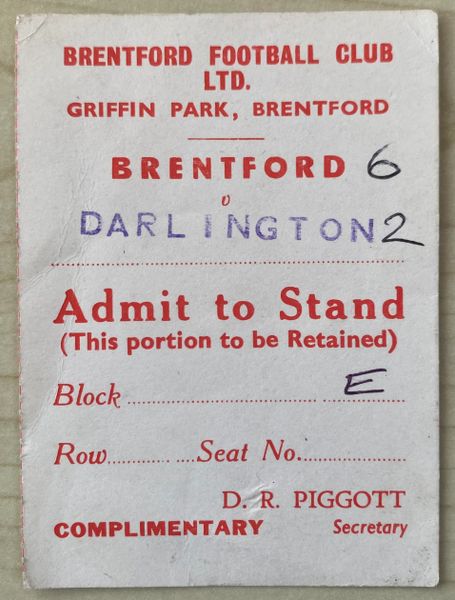 BRENTFORD FOOTBALL CLUB
LTD.
GRIFFIN PARK, BRENTFORD
BRENTFORD 6
v
DARLINGTON 2
Admit to Stand
(This portion to be Retained)
Block E
Row Seat No.
D. R. PIGGOTT
COMPLIMENTARY Secretary